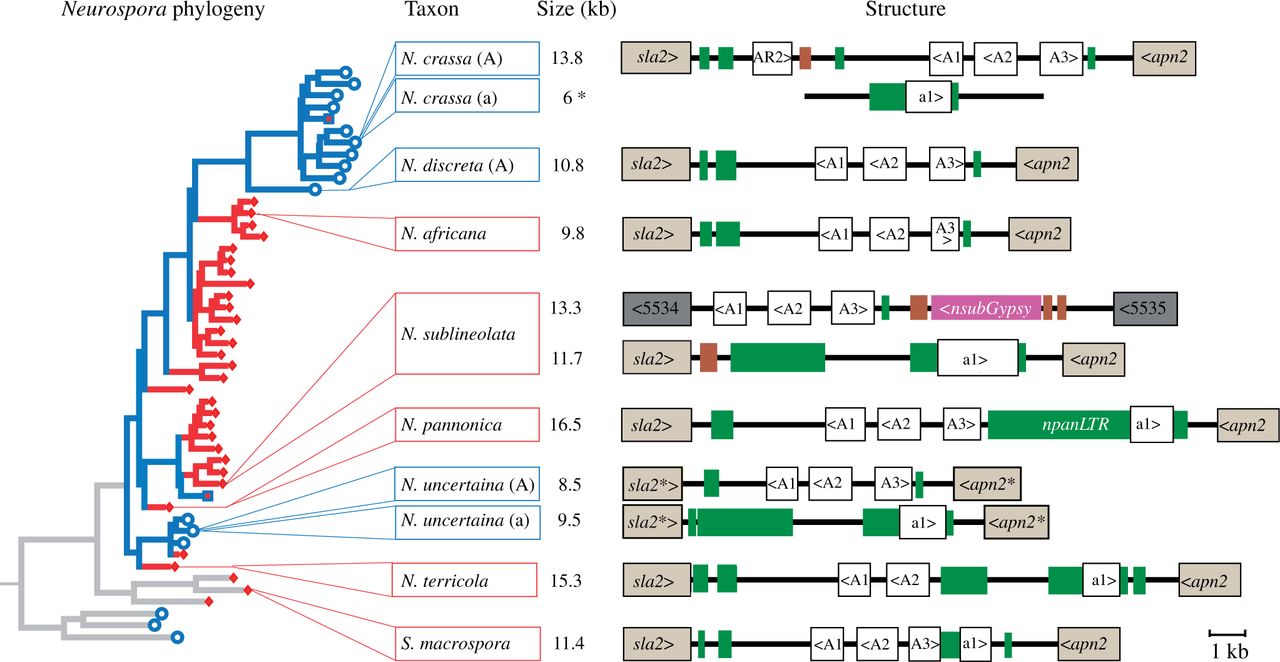 Neurospora phylogeny Taxon Size (kb) Structure
N. crassa (A) 13.8 sla2> AR2> <A1 <A2 A3> <apn2
N. crassa (a) 6 * a1>
N. discreta (A) 10.8 sla2> <A1 <A2 A3> <apn2
N. africana 9.8 sla2> <A1 <A2 A3 > <apn2
13.3 <5534 <A1 <A2 A3> <nsubGypsy <5535
N. sublineolata
11.7 sla2> a1> <apn2
N. pannonica 16.5 sla2> <A1 <A2 A3> npanLTR a1> <apn2
N. uncertaina (A) 8.5 sla2*> <A1 <A2 A3> <apn2*
N. uncertaina (a) 9.5 sla2*> a1> <apn2*
N. terricola 15.3 sla2> <A1 <A2 a1> <apn2
S. macrospora 11.4 sla2> <A1 <A2 A3> a1> <apn2
1 kb